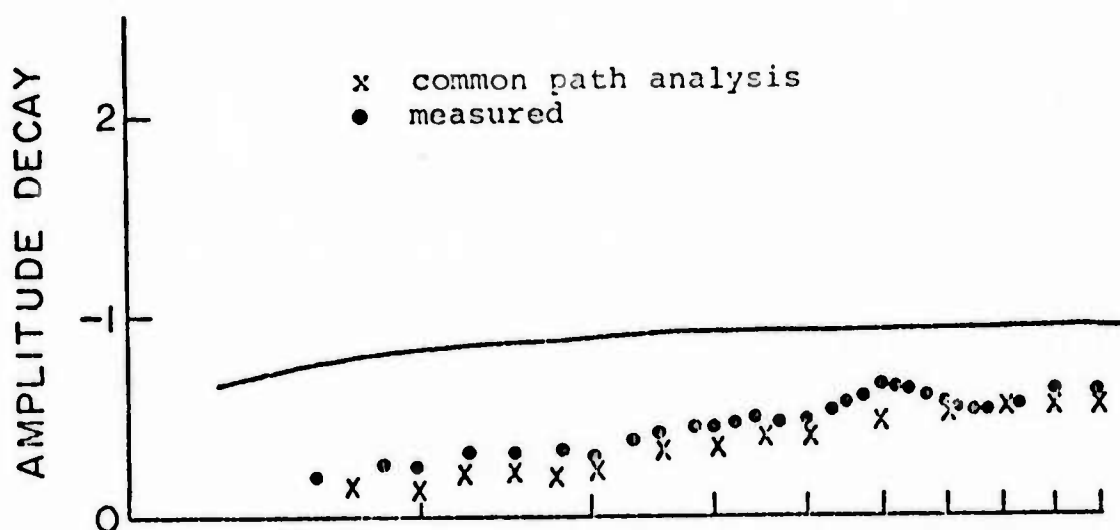 AMPLITUDE DECAY
x common path analysis
● measured
2
-1
0